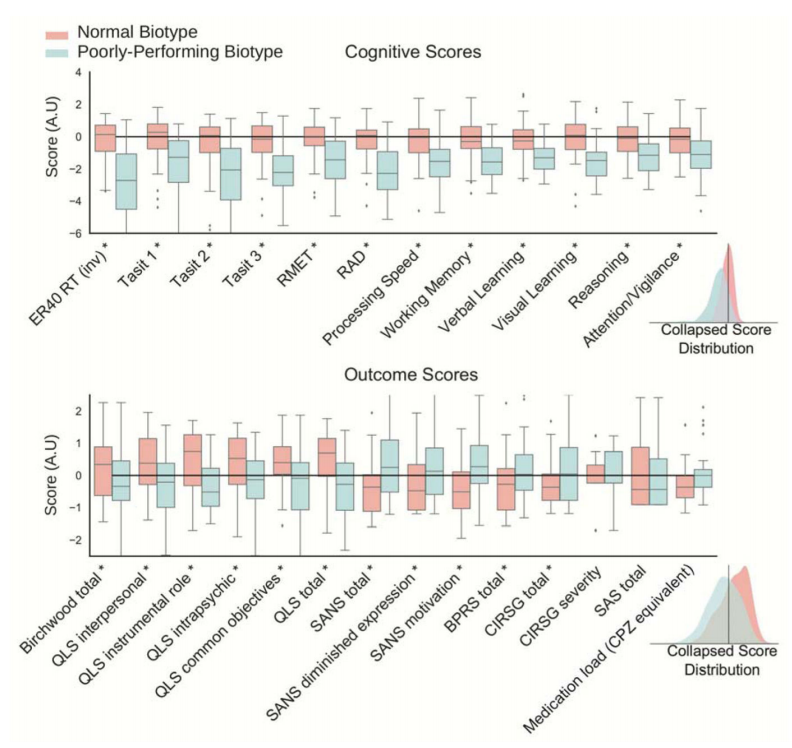 Normal Biotype
Poorly-Performing Biotype
Cognitive Scores
Score (A.U)
4
2
0
−2
−4
−6
ER40 RT (inv) *
Tasit 1 *
Tasit 2 *
Tasit 3 *
RMET *
RAD *
Processing Speed *
Working Memory *
Verbal Learning *
Visual Learning *
Reasoning *
Attention/Vigilance *
Collapsed Score
Distribution
Outcome Scores
Score (A.U)
2
1
0
−1
−2
Birchwood total *
QLS interpersonal *
QLS instrumental role *
QLS intrapsychic *
QLS common objectives *
QLS total *
SANS total *
SANS diminished expression *
SANS motivation *
BPRS total *
CIRSG total *
CIRSG severity
SAS total
Medication load (CPZ equivalent)
Collapsed Score
Distribution